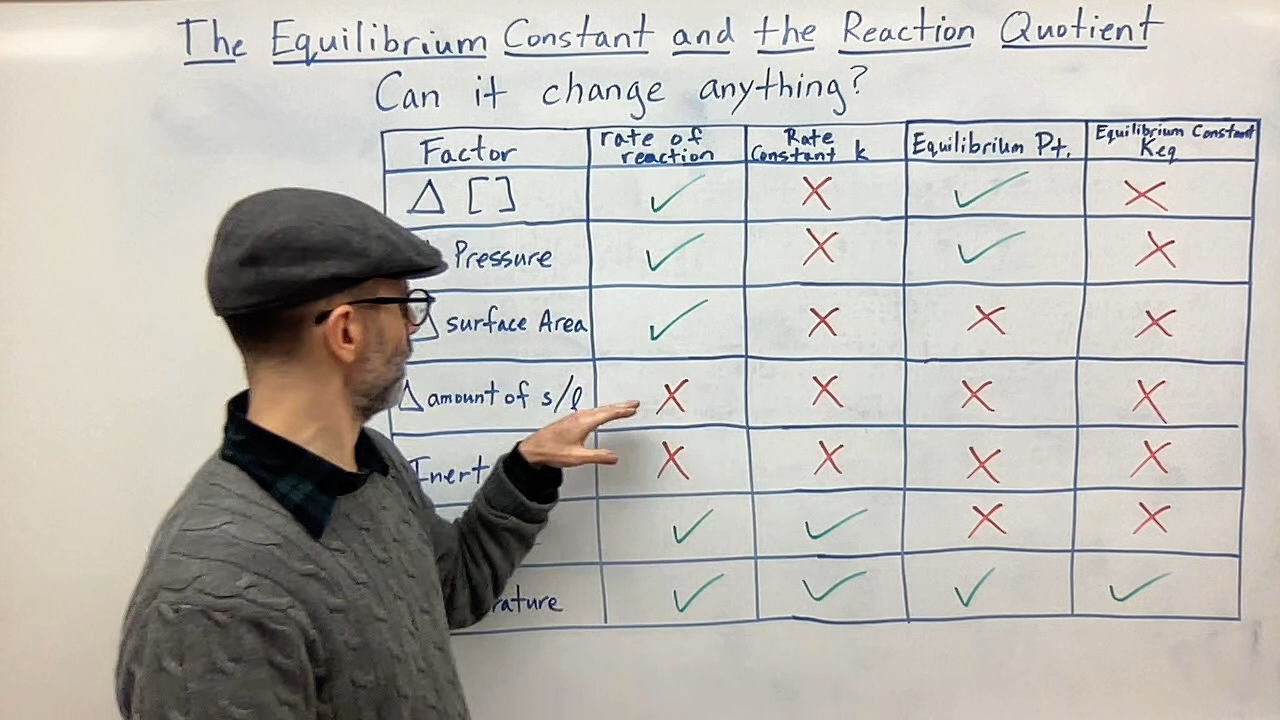 The Equilibrium Constant and the Reaction Quotient
Can it change anything?
Factor
rate of reaction
Rate Constant k
Equilibrium Pt.
Equilibrium Constant Keq
Δ [ ] ✓ X ✓ X
Pressure ✓ X ✓ X
Δ surface Area ✓ X X X
Δ amount of s/l X X X X
Inert X X X X
✓ ✓ X X
rature ✓ ✓ ✓ ✓